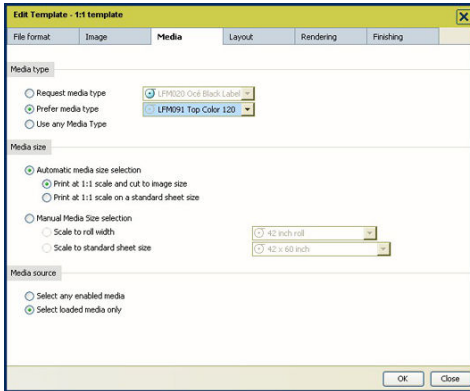 Edit Template - 1:1 template
File format Image Media Layout Rendering Finishing
Media type
Request media type LFM020 Océ Black Label
Prefer media type LFM091 Top Color 120
Use any Media Type
Media size
Automatic media size selection
Print at 1:1 scale and cut to image size
Print at 1:1 scale on a standard sheet size
Manual Media Size selection
Scale to roll width 42 inch roll
Scale to standard sheet size 42 x 60 inch
Media source
Select any enabled media
Select loaded media only
OK Close